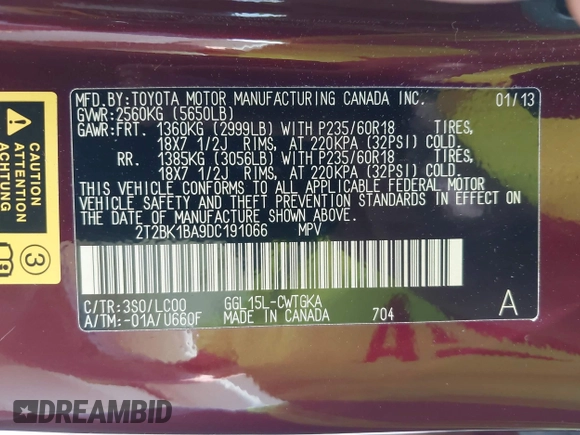 MFD.BY:TOYOTA MOTOR MANUFACTURING CANADA INC. 01/13
GVWR:2560KG (5650LB)
GAWR:FRT. 1360KG (2999LB) WITH P235/60R18 TIRES,
18X7 1/2J RIMS, AT 220KPA (32PSI) COLD.
RR. 1385KG (3056LB) WITH P235/60R18 TIRES,
18X7 1/2J RIMS, AT 220KPA (32PSI) COLD.
THIS VEHICLE CONFORMS TO ALL APPLICABLE FEDERAL MOTOR
VEHICLE SAFETY AND THEFT PREVENTION STANDARDS IN EFFECT ON
THE DATE OF MANUFACTURE SHOWN ABOVE.
2T2BK1BA9DC191066 MPV
C/TR:3S0/LC00 GGL15L-CWTGKA A
A/TM:-01A/U660F MADE IN CANADA 704
CAUTION
ATTENTION
ACHTUNG
3
DREAMBID